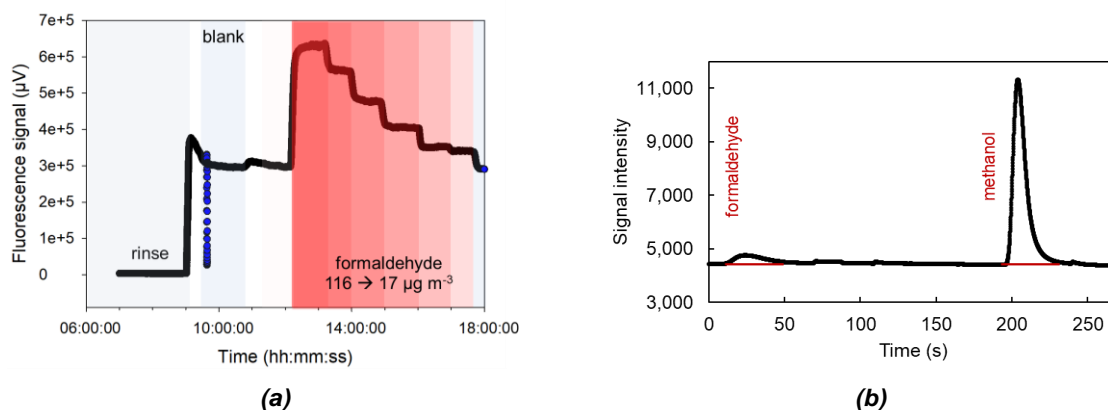 7e+5
6e+5
5e+5
4e+5
3e+5
2e+5
1e+5
0
Fluorescence signal (µV)
blank
rinse
formaldehyde
116 → 17 µg m-3
06:00:00
10:00:00
14:00:00
18:00:00
Time (hh:mm:ss)
(a)
11,000
9,000
7,000
5,000
3,000
Signal intensity
formaldehyde
methanol
0
50
100
150
200
250
Time (s)
(b)